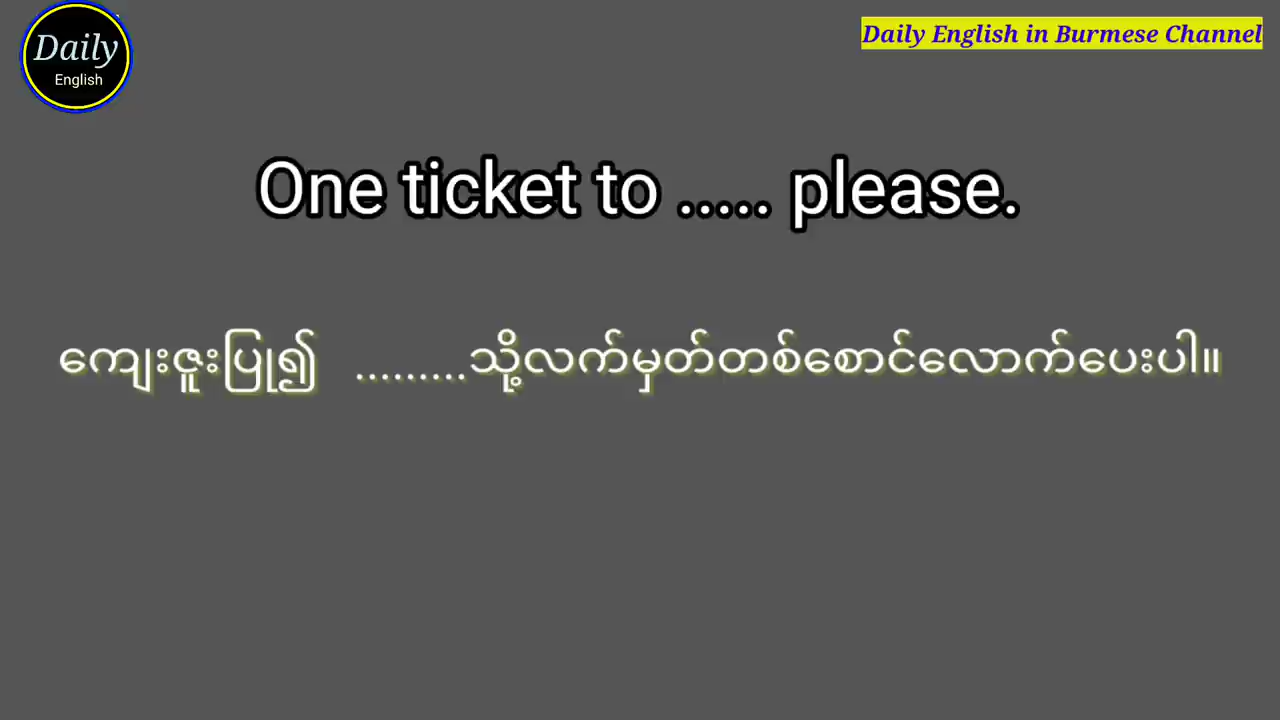 Daily
English
Daily English in Burmese Channel
One ticket to ..... please.
ကျေးဇူးပြု၍ .........သို့လက်မှတ်တစ်စောင်လောက်ပေးပါ။